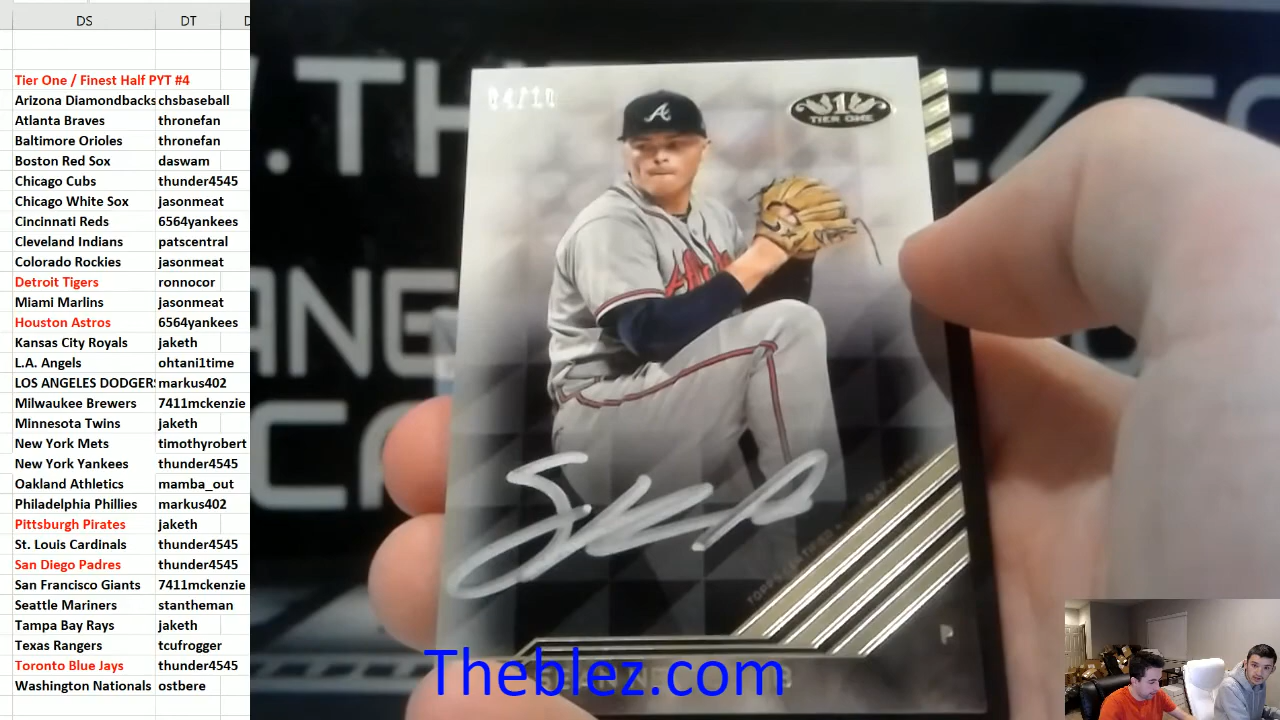 DS DT
Tier One / Finest Half PYT #4
Arizona Diamondbacks chsbaseball
Atlanta Braves thronefan
Baltimore Orioles thronefan
Boston Red Sox daswam
Chicago Cubs thunder4545
Chicago White Sox jasonmeat
Cincinnati Reds 6564yankees
Cleveland Indians patscentral
Colorado Rockies jasonmeat
Detroit Tigers ronnocor
Miami Marlins jasonmeat
Houston Astros 6564yankees
Kansas City Royals jaketh
L.A. Angels ohtani1time
LOS ANGELES DODGERS markus402
Milwaukee Brewers 7411mckenzie
Minnesota Twins jaketh
New York Mets timothyrobert
New York Yankees thunder4545
Oakland Athletics mamba_out
Philadelphia Phillies markus402
Pittsburgh Pirates jaketh
St. Louis Cardinals thunder4545
San Diego Padres thunder4545
San Francisco Giants 7411mckenzie
Seattle Mariners stantheman
Tampa Bay Rays jaketh
Texas Rangers tcufrogger
Toronto Blue Jays thunder4545
Washington Nationals ostbere
04/10
A
1
TIER ONE
P
Theblez.com